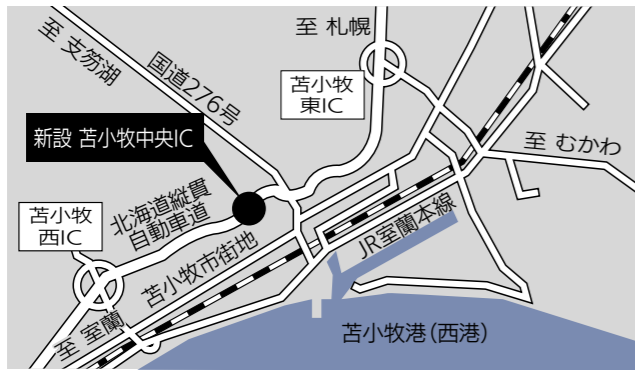 至 札幌
至 支笏湖
国道276号
苫小牧
東IC
新設 苫小牧中央IC
至 むかわ
苫小牧
西IC
北海道縦貫
自動車道
苫小牧市街地
JR室蘭本線
至 室蘭
苫小牧港(西港)